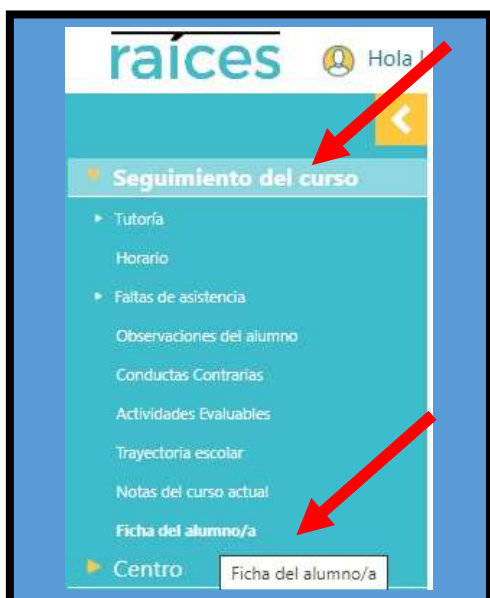 raíces
Hola
Seguimiento del curso
Tutoría
Horario
Faltas de asistencia
Observaciones del alumno
Conductas Contrarias
Actividades Evaluables
Trayectoria escolar
Notas del curso actual
Ficha del alumno/a
Centro
Ficha del alumno/a